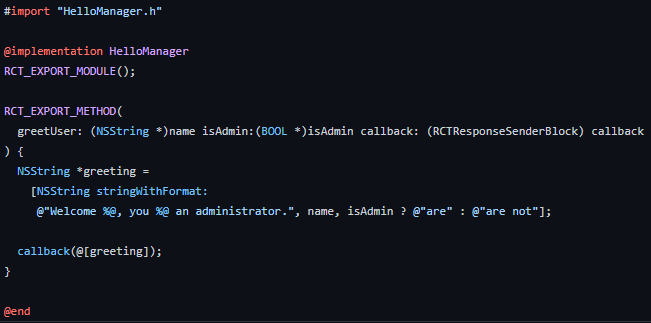 #import "HelloManager.h"
@implementation HelloManager
RCT_EXPORT_MODULE();
RCT_EXPORT_METHOD(
greetUser: (NSString *)name isAdmin:(BOOL *)isAdmin callback: (RCTResponseSenderBlock) callback
) {
NSString *greeting =
[NSString stringWithFormat:
@"Welcome %@, you %@ an administrator.", name, isAdmin ? @"are" : @"are not"];
callback(@[greeting]);
}
@end